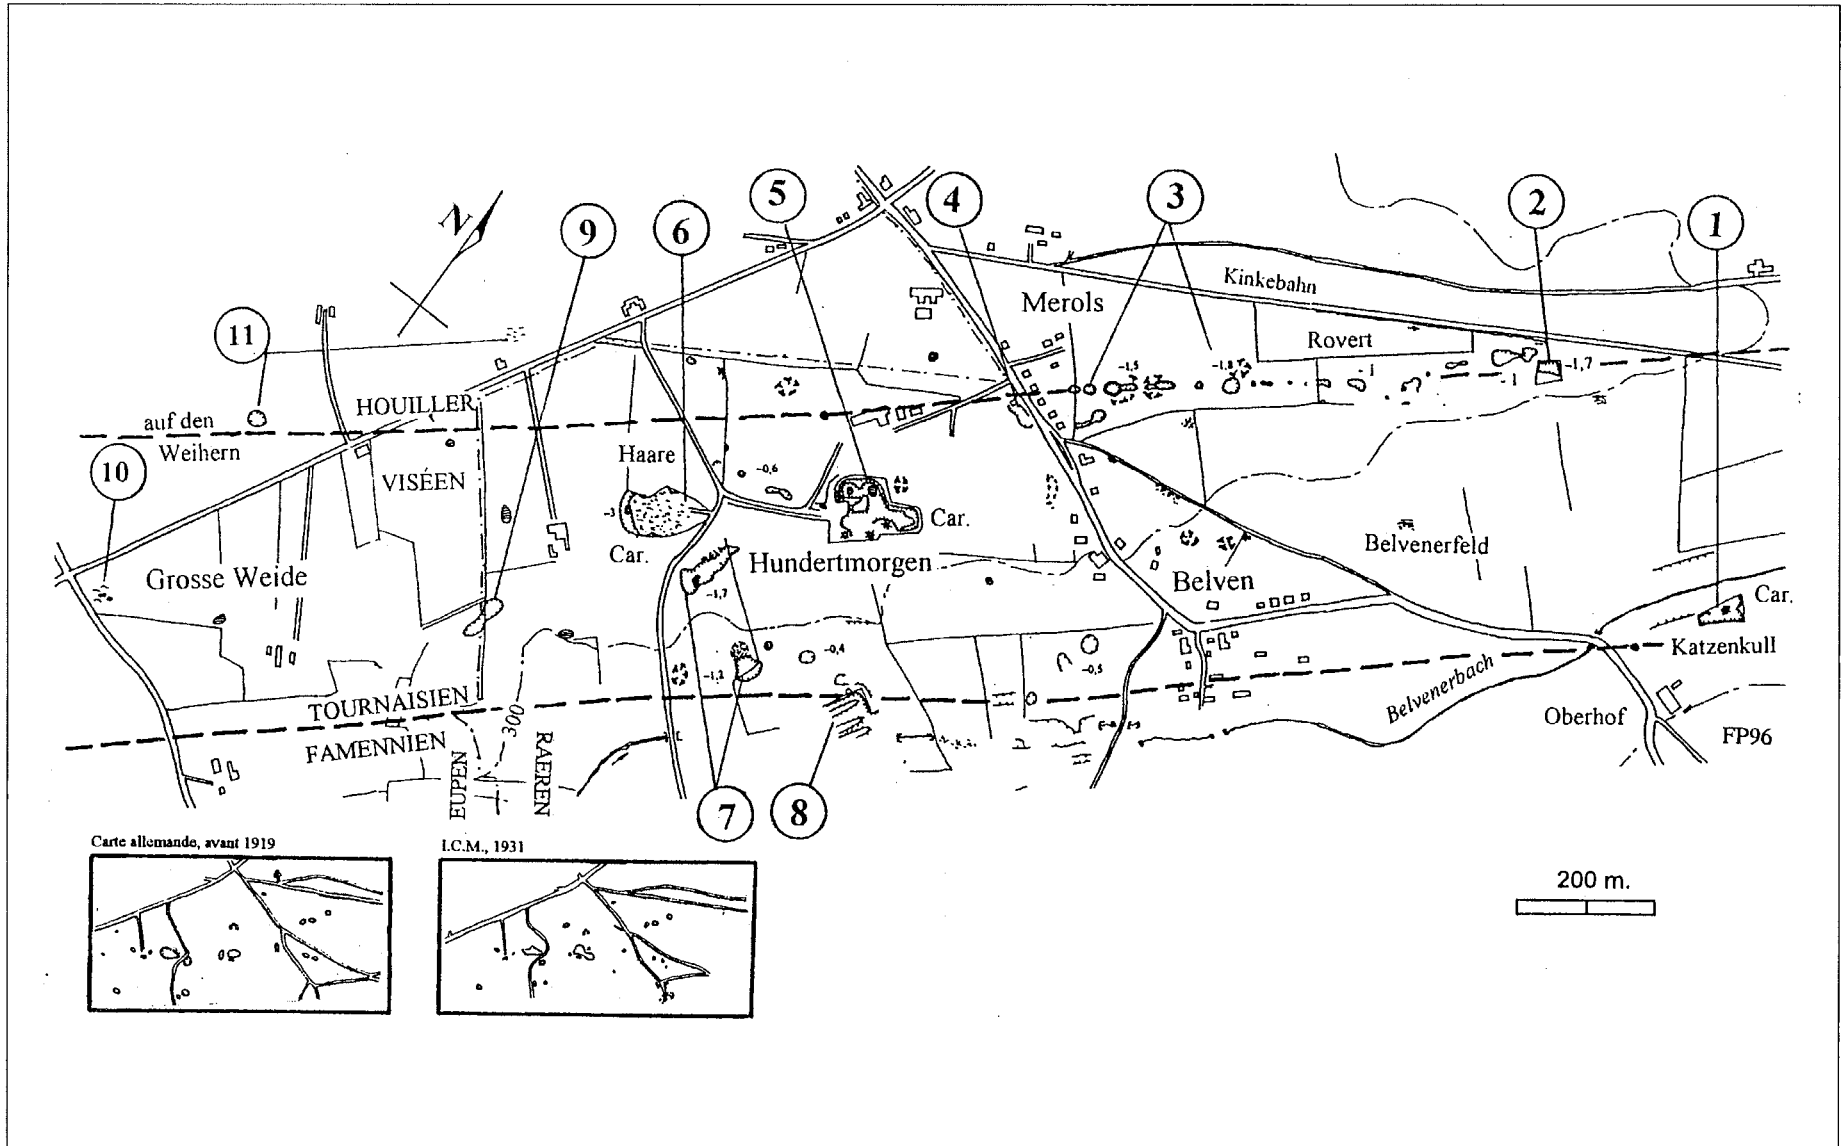 5
4
3
2
1
N
9
6
Kinkebahn
Merols
11
Rovert
-1,5
-1,8
-1
-1
-1,7
HOUILLER
auf den
Weihern
10
Haare
-0,6
VISÉEN
-3
Car.
Car.
Grosse Weide
Hundertmorgen
Belvenerfeld
Belven
-1,7
Car.
-0,4
-1,2
-0,5
Katzenkull
TOURNAISIEN
Belvenerbach
FAMENNIEN
300
Oberhof
FP96
EUPEN
RAEREN
7
8
Carte allemande, avant 1919
I.C.M., 1931
200 m.